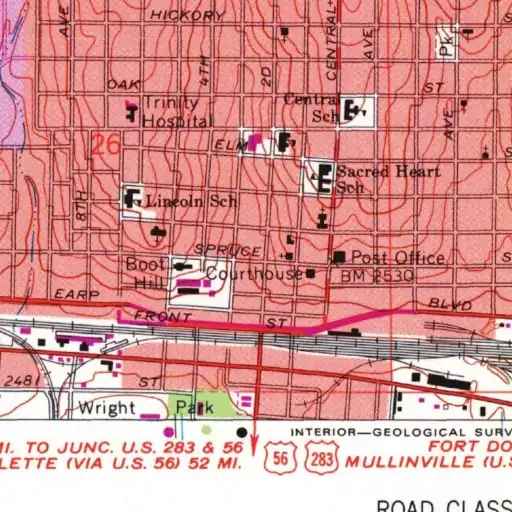 HICKORY
AVE
4TH
2D
CENTRAL
AVE
Pk
OAK
ST
Trinity
Hospital
Central
Sch
AVE
26
ELM
Sacred Heart
Sch
8TH
Lincoln Sch
SPRUCE
Boot
Hill
Courthouse
Post Office
BM 2530
EARP
BLVD
FRONT ST
2481
ST
Wright Park
INTERIOR—GEOLOGICAL SURV
MI. TO JUNC. U.S. 283 & 56
LETTE (VIA U.S. 56) 52 MI.
56
283
FORT DO
MULLINVILLE (U.S
ROAD CLASS